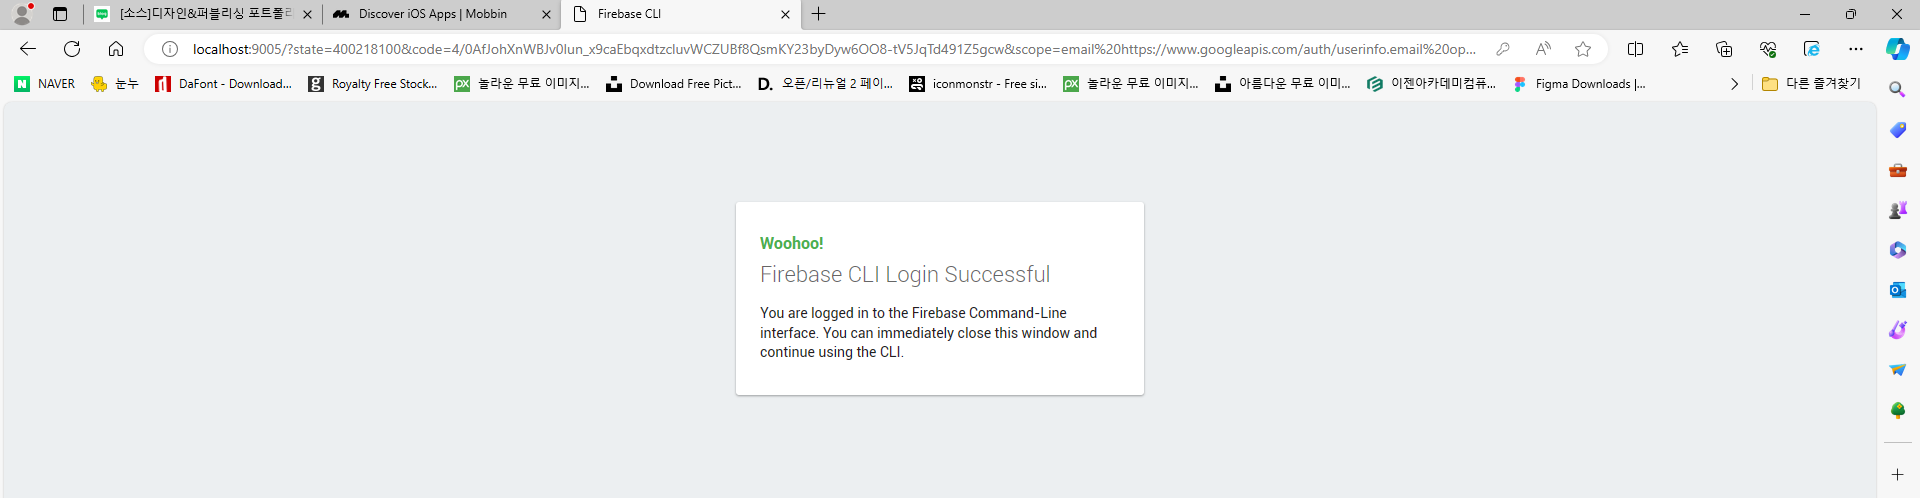 [소스]디자인&퍼블리싱 포트폴리
Discover iOS Apps | Mobbin
Firebase CLI
localhost:9005/?state=400218100&code=4/0AfJohXnWBJv0lun_x9caEbqxdtzcluvWCZUBf8QsmKY23byDyw6OO8-tV5JqTd491Z5gcw&scope=email%20https://www.googleapis.com/auth/userinfo.email%20op...
NAVER
눈누
DaFont - Download...
Royalty Free Stock...
놀라운 무료 이미지...
Download Free Pict...
오픈/리뉴얼 2 페이...
iconmonstr - Free si...
놀라운 무료 이미지...
아름다운 무료 이미...
이젠아카데미컴퓨...
Figma Downloads |...
다른 즐겨찾기
Woohoo!
Firebase CLI Login Successful
You are logged in to the Firebase Command-Line
interface. You can immediately close this window and
continue using the CLI.